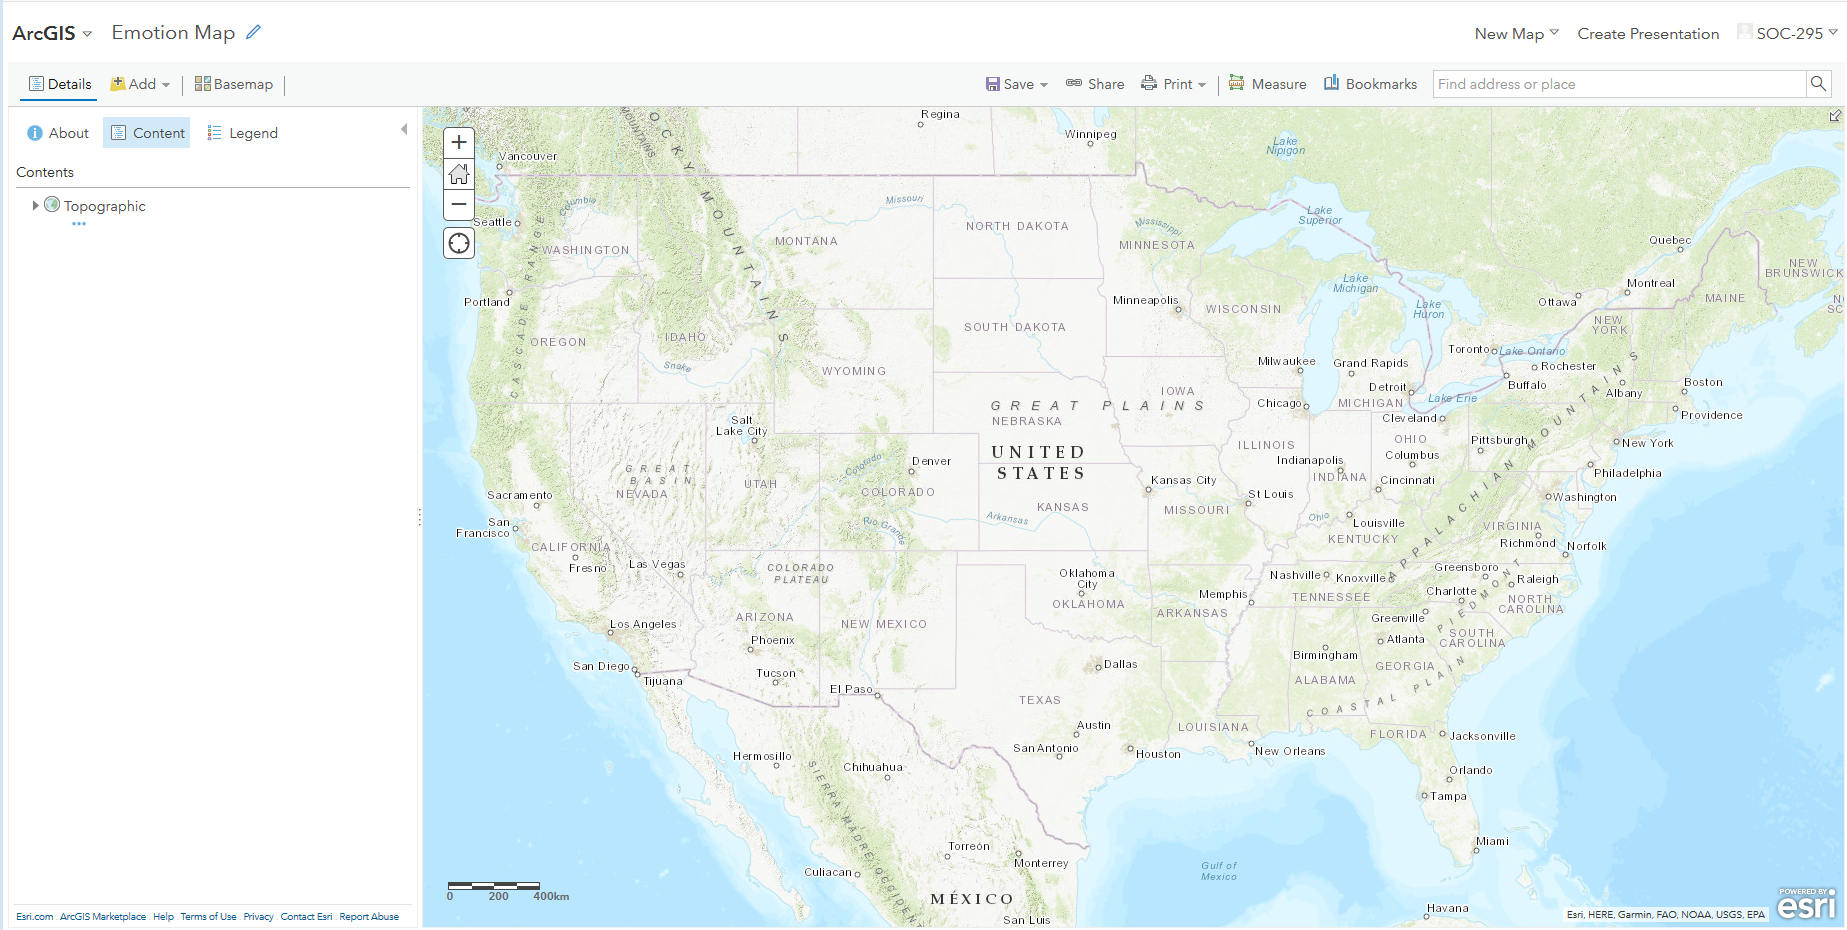 ArcGIS
Emotion Map
New Map
Create Presentation
SOC-295
Details
Add
Basemap
Save
Share
Print
Measure
Bookmarks
Find address or place
About
Content
Legend
Contents
Topographic
Esri.com
ArcGIS Marketplace
Help
Terms of Use
Privacy
Contact Esri
Report Abuse
ROCKY MOUNTAINS
MOUNTAINS
Regina
Winnipeg
Lake
Nipigon
Vancouver
Columbia
Missouri
Mississippi
Lake
Superior
Seattle
WASHINGTON
MONTANA
NORTH DAKOTA
MINNESOTA
Quebec
NEW
BRUNSWICK
CASCADE RANGE
Portland
Minneapolis
WISCONSIN
Lake
Michigan
Lake
Huron
Ottawa
Montreal
MAINE
N
SC
OREGON
IDAHO
SOUTH DAKOTA
NEW
YORK
Snake
WYOMING
Milwaukee
Grand Rapids
Toronto
Lake Ontario
Rochester
Buffalo
Detroit
Albany
Boston
IOWA
Chicago
MICHIGAN
Lake Erie
Providence
GREAT PLAINS
NEBRASKA
Salt
Lake City
Cleveland
ILLINOIS
OHIO
Pittsburgh
New York
UNITED
STATES
Columbus
Indianapolis
Denver
Colorado
GREAT
BASIN
NEVADA
UTAH
COLORADO
Kansas City
St Louis
INDIANA
Cincinnati
Philadelphia
Sacramento
Washington
KANSAS
MISSOURI
APPALACHIAN MOUNTAINS
San
Francisco
Rio Grande
Arkansas
Ohio
Louisville
KENTUCKY
VIRGINIA
Richmond
Norfolk
CALIFORNIA
Fresno
Las Vegas
COLORADO
PLATEAU
Oklahoma
City
OKLAHOMA
Nashville
Knoxville
Greensboro
Raleigh
Memphis
TENNESSEE
Charlotte
NORTH
CAROLINA
PIEDMONT
Los Angeles
ARIZONA
NEW MEXICO
ARKANSAS
Greenville
SOUTH
CAROLINA
Phoenix
Atlanta
San Diego
Tijuana
Tucson
El Paso
Dallas
Birmingham
GEORGIA
ALABAMA
COASTAL PLAIN
TEXAS
Austin
LOUISIANA
FLORIDA
Jacksonville
San Antonio
Houston
New Orleans
Hermosillo
Chihuahua
Orlando
Tampa
SIERRA MADRE OCCIDEN
Torreón
Monterrey
Miami
Culiacan
Gulf of
Mexico
MÉXICO
San Luis
Havana
0 200 400km
Esri, HERE, Garmin, FAO, NOAA, USGS, EPA
POWERED BY
esri